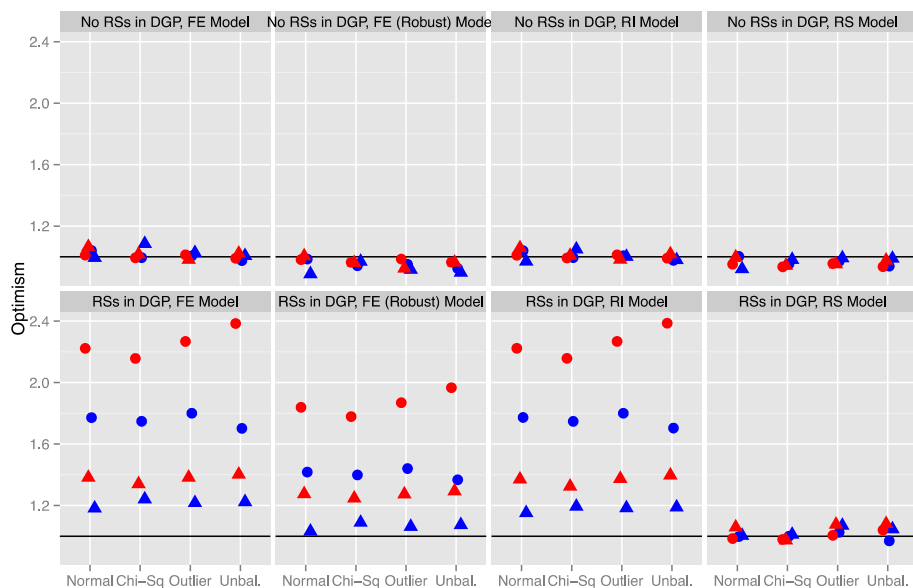 No RSs in DGP, FE Model
No RSs in DGP, FE (Robust) Mode
No RSs in DGP, RI Model
No RSs in DGP, RS Model
2.4
2.0
1.6
1.2
Optimism
RSs in DGP, FE Model
RSs in DGP, FE (Robust) Model
RSs in DGP, RI Model
RSs in DGP, RS Model
2.4
2.0
1.6
1.2
Normal Chi-Sq Outlier Unbal.
Normal Chi-Sq Outlier Unbal.
Normal Chi-Sq Outlier Unbal.
Normal Chi-Sq Outlier Unbal.